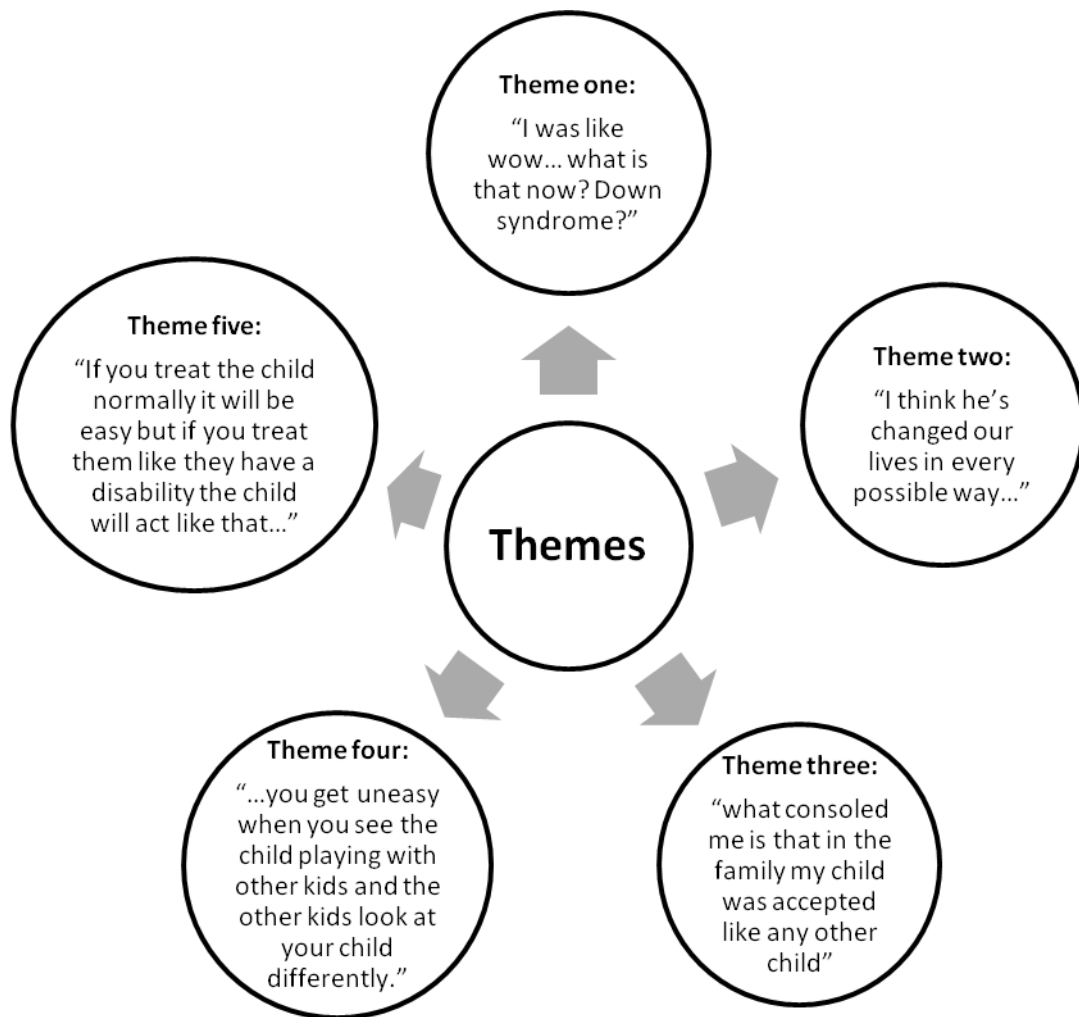 Theme one:
“I was like
wow... what is
that now? Down
syndrome?”
Theme two:
“I think he’s
changed our
lives in every
possible way...”
Theme three:
“what consoled
me is that in the
family my child
was accepted
like any other
child”
Theme four:
“...you get uneasy
when you see the
child playing with
other kids and the
other kids look at
your child
differently.”
Theme five:
“If you treat the child
normally it will be
easy but if you treat
them like they have a
disability the child
will act like that...”
Themes